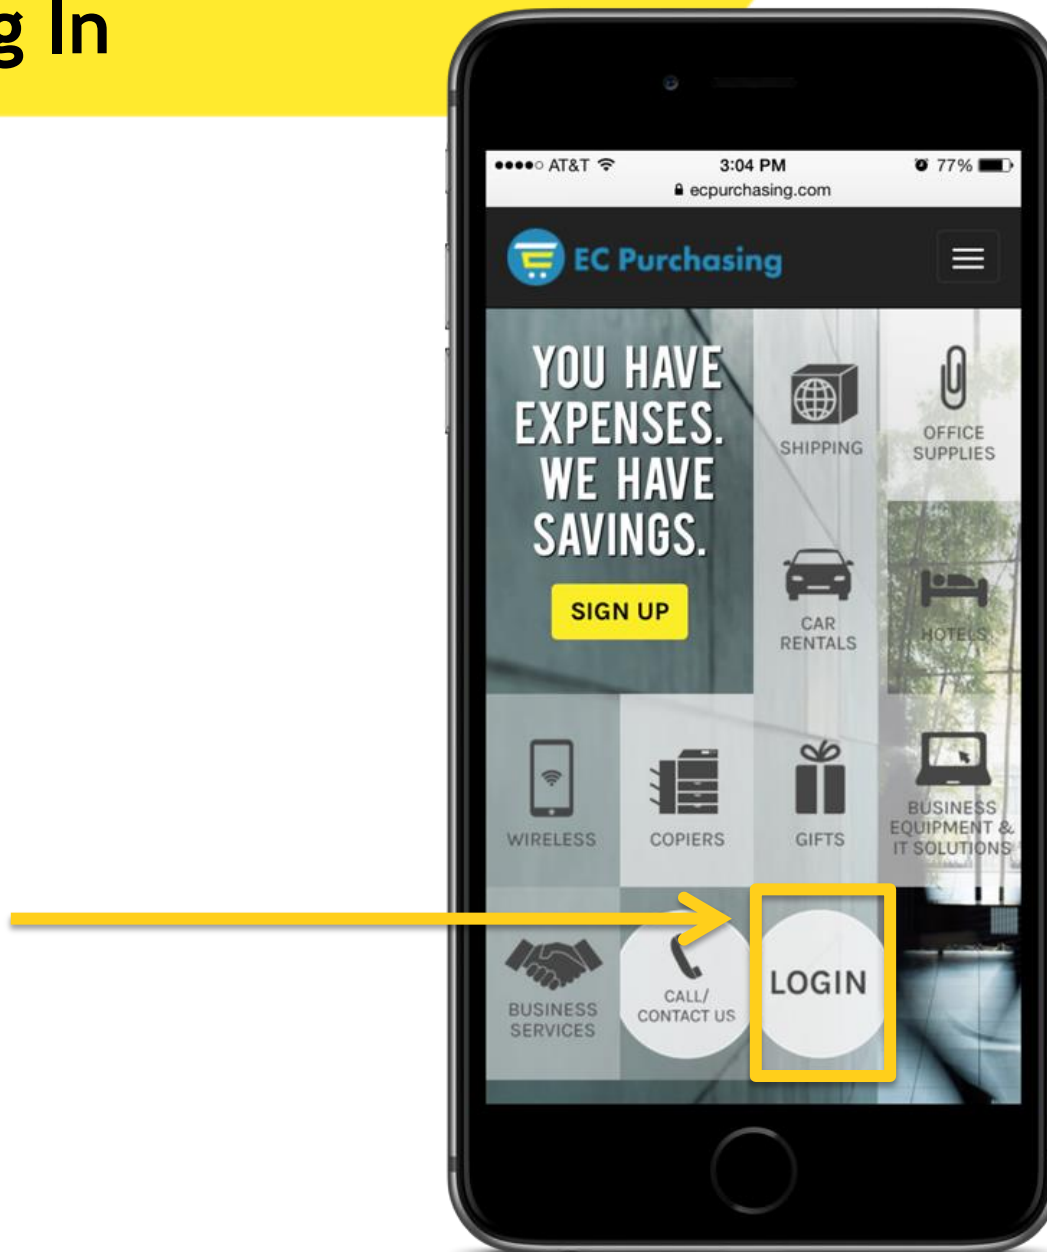 g In
AT&T
3:04 PM
77%
ecpurchasing.com
EC Purchasing
YOU HAVE
EXPENSES.
WE HAVE
SAVINGS.
SIGN UP
SHIPPING
OFFICE
SUPPLIES
CAR
RENTALS
HOTELS
WIRELESS
COPIERS
GIFTS
BUSINESS
EQUIPMENT &
IT SOLUTIONS
BUSINESS
SERVICES
CALL/
CONTACT US
LOGIN